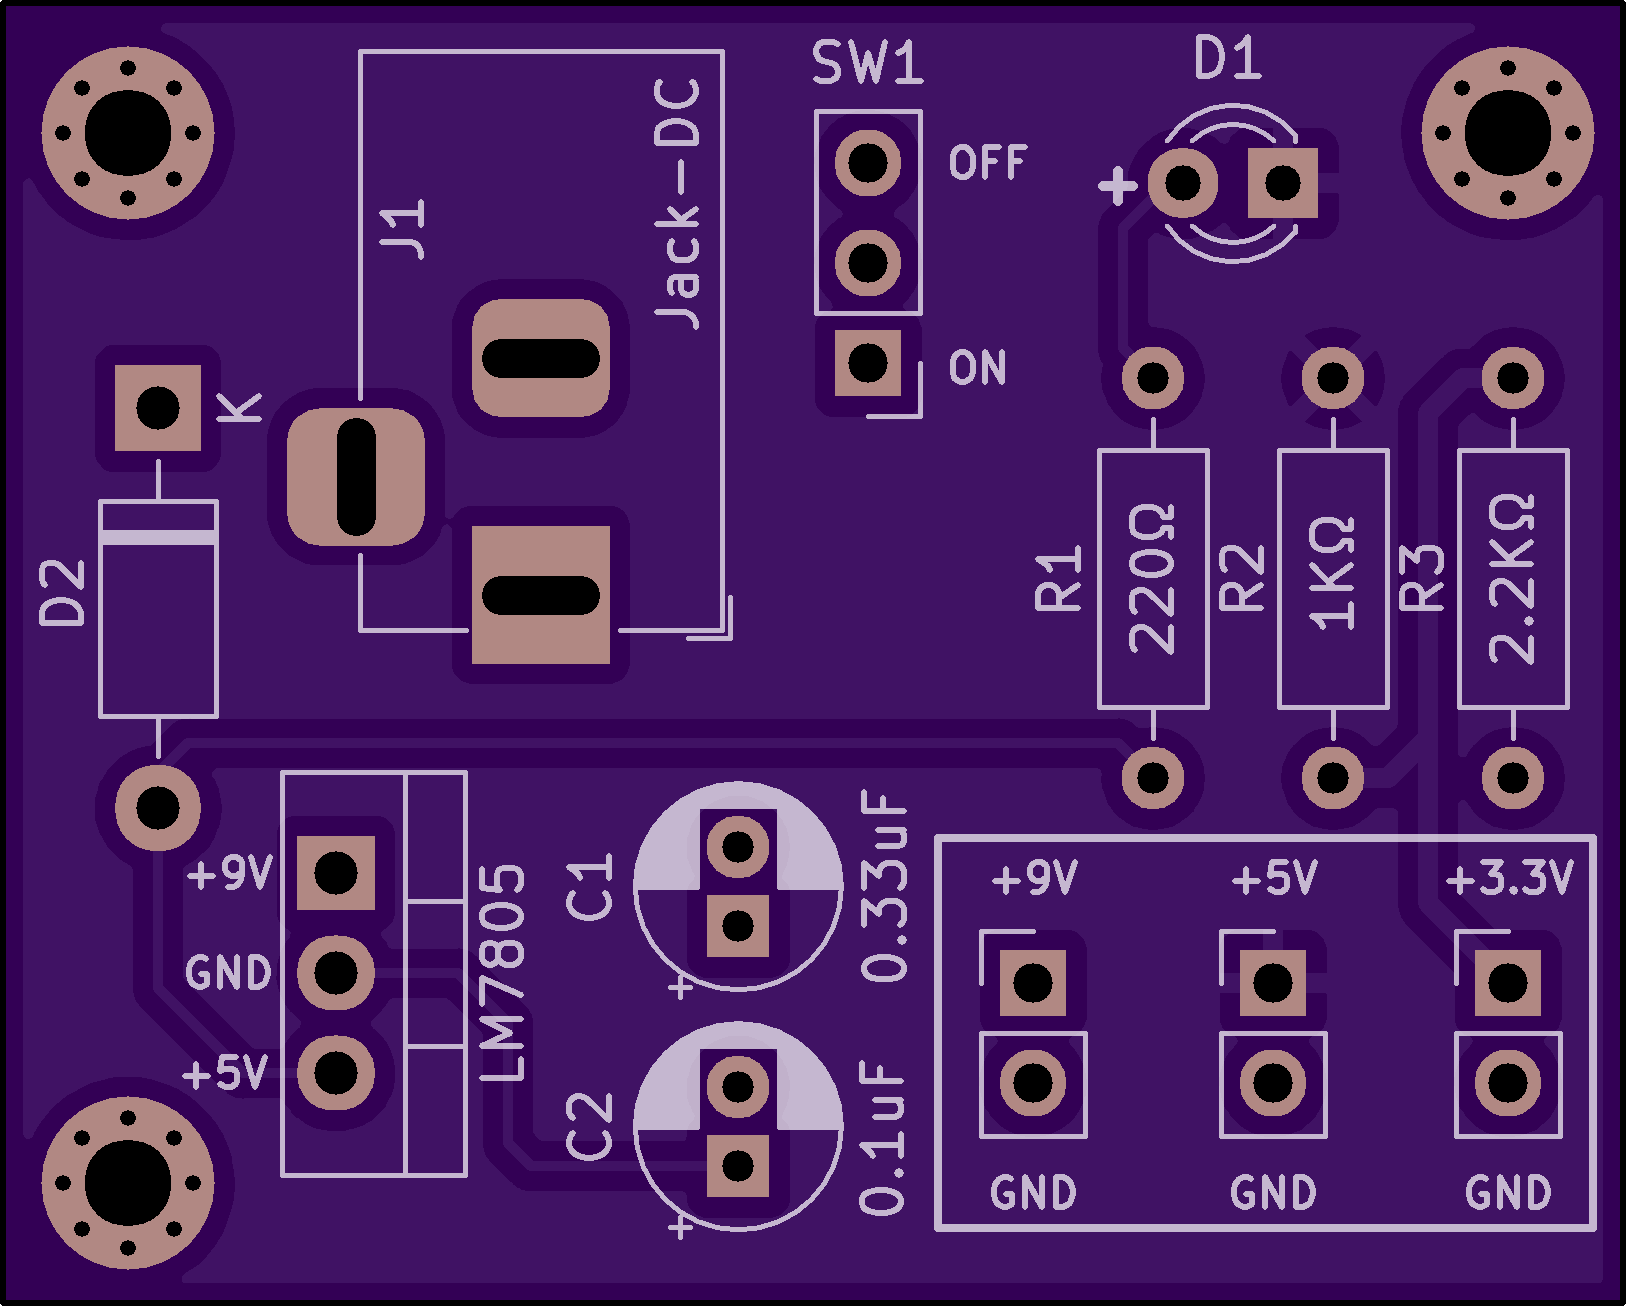 SW1
D1
OFF
+
J1
Jack-DC
ON
K
D2
R1
220Ω
R2
1KΩ
R3
2.2KΩ
+9V
GND
+5V
LM7805
C1
0.33uF
+
C2
0.1uF
+
+9V
+5V
+3.3V
GND
GND
GND